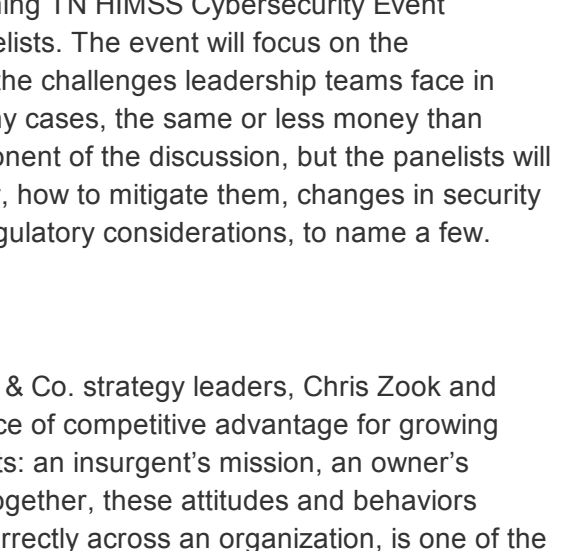 ning TN HIMSS Cybersecurity Event
elists. The event will focus on the
the challenges leadership teams face in
y cases, the same or less money than
onent of the discussion, but the panelists will
, how to mitigate them, changes in security
gulatory considerations, to name a few.
& Co. strategy leaders, Chris Zook and
ce of competitive advantage for growing
ts: an insurgent’s mission, an owner’s
ogether, these attitudes and behaviors
rrectly across an organization, is one of the